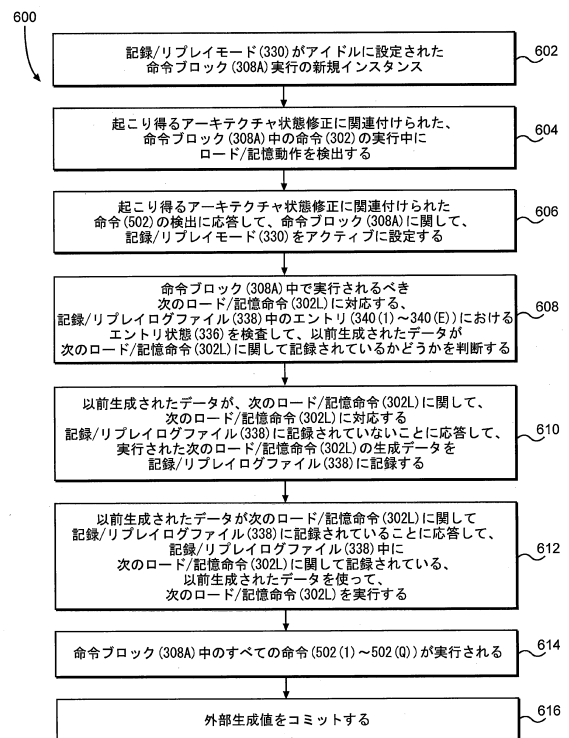 600
記録/リプレイモード(330)がアイドルに設定された
命令ブロック(308A)実行の新規インスタンス
602
起こり得るアーキテクチャ状態修正に関連付けられた、
命令ブロック(308A)中の命令(302)の実行中に
ロード/記憶動作を検出する
604
起こり得るアーキテクチャ状態修正に関連付けられた
命令(502)の検出に応答して、命令ブロック(308A)に関して、
記録/リプレイモード(330)をアクティブに設定する
606
命令ブロック(308A)中で実行されるべき
次のロード/記憶命令(302L)に対応する、
記録/リプレイログファイル(338)中のエントリ(340(1)~340(E))における
エントリ状態(336)を検査して、以前生成されたデータが
次のロード/記憶命令(302L)に関して記録されているかどうかを判断する
608
以前生成されたデータが、次のロード/記憶命令(302L)に関して、
次のロード/記憶命令(302L)に対応する
記録/リプレイログファイル(338)に記録されていないことに応答して、
実行された次のロード/記憶命令(302L)の生成データを
記録/リプレイログファイル(338)に記録する
610
以前生成されたデータが次のロード/記憶命令(302L)に関して
記録/リプレイログファイル(338)に記録されていることに応答して、
記録/リプレイログファイル(338)中に
次のロード/記憶命令(302L)に関して記録されている、
以前生成されたデータを使って、
次のロード/記憶命令(302L)を実行する
612
命令ブロック(308A)中のすべての命令(502(1)~502(Q))が実行される
614
外部生成値をコミットする
616